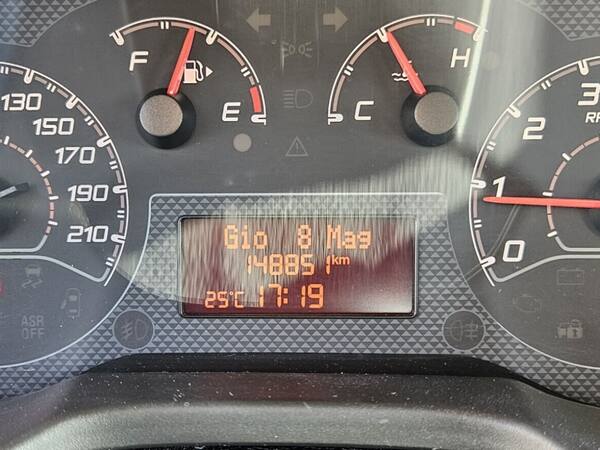 F
E
C
H
130
150
170
190
210
3
2
1
0
RP
Gio 8 Mag
148851 km
25°C 17:19
ASR
OFF